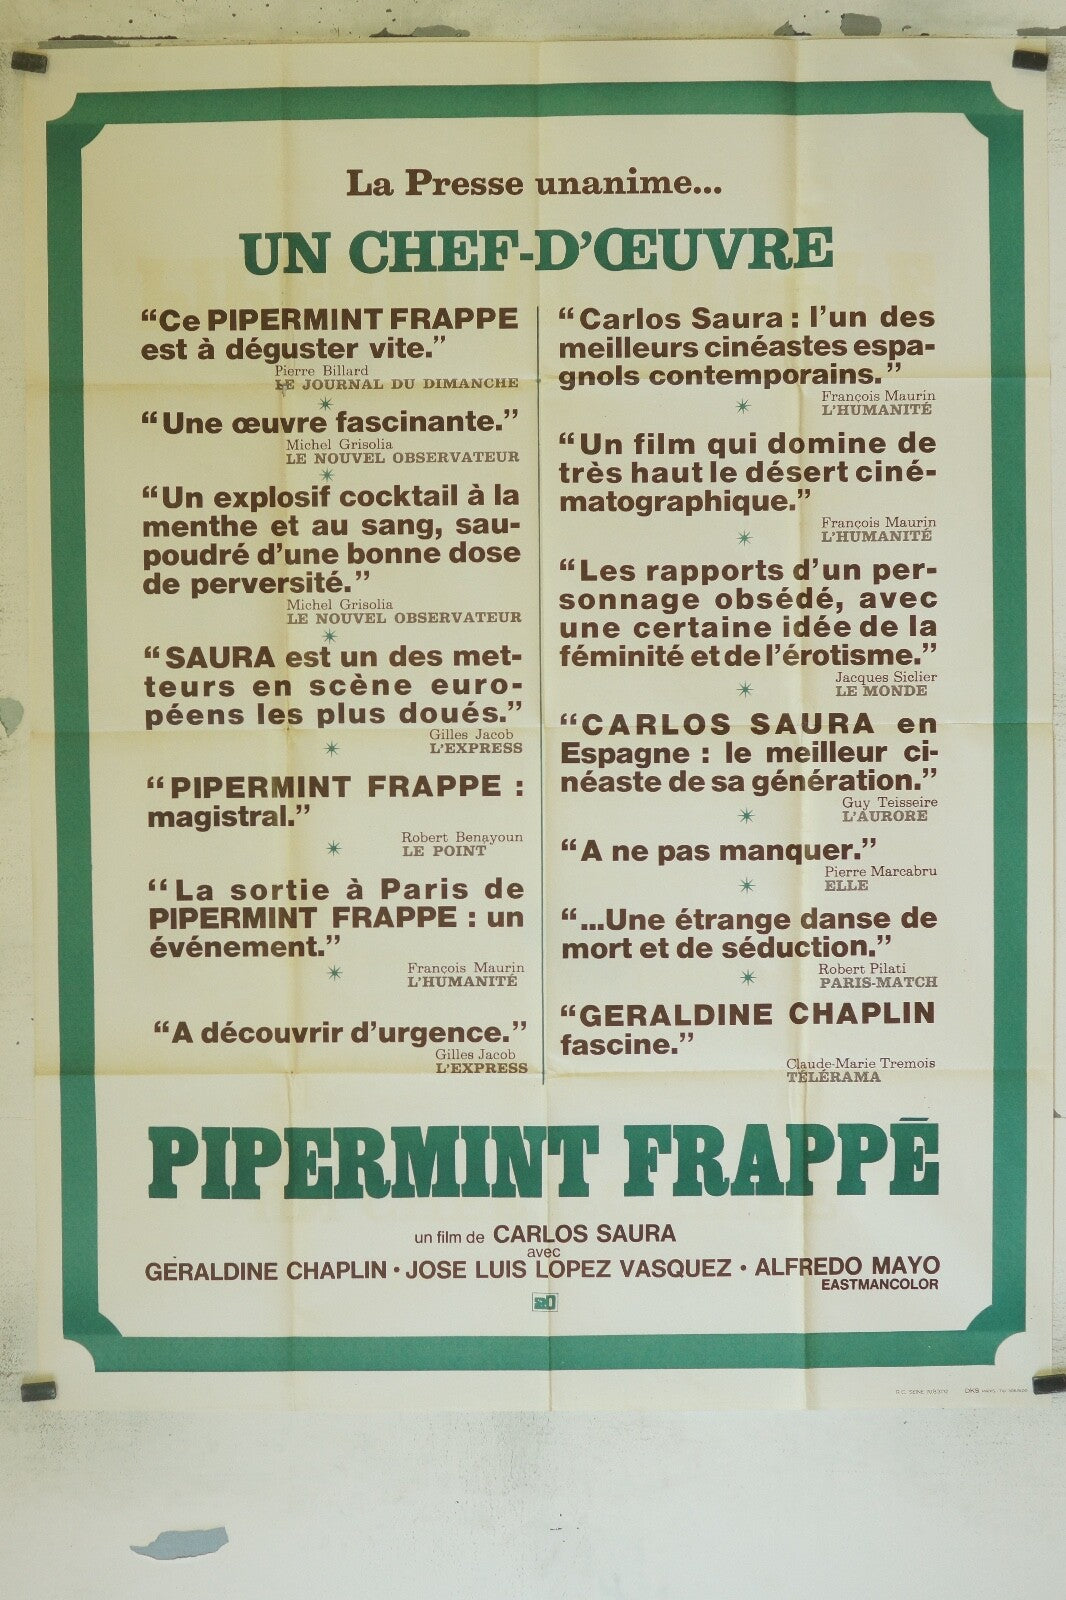 La Presse unanime...
UN CHEF-D'ŒUVRE
“Ce PIPERMINT FRAPPE
est à déguster vite.”
Pierre Billard
LE JOURNAL DU DIMANCHE
“Une œuvre fascinante.”
Michel Grisolia
LE NOUVEL OBSERVATEUR
“Un explosif cocktail à la
menthe et au sang, sau-
poudré d'une bonne dose
de perversité.”
Michel Grisolia
LE NOUVEL OBSERVATEUR
“SAURA est un des met-
teurs en scène euro-
péens les plus doués.”
Gilles Jacob
L'EXPRESS
“PIPERMINT FRAPPE :
magistral.”
Robert Benayoun
LE POINT
“La sortie à Paris de
PIPERMINT FRAPPE : un
événement.”
François Maurin
L'HUMANITÉ
“A découvrir d'urgence.”
Gilles Jacob
L'EXPRESS
“Carlos Saura : l'un des
meilleurs cinéastes espa-
gnols contemporains.”
François Maurin
L'HUMANITÉ
“Un film qui domine de
très haut le désert ciné-
matographique.”
François Maurin
L'HUMANITÉ
“Les rapports d'un per-
sonnage obsédé, avec
une certaine idée de la
féminité et de l'érotisme.”
Jacques Siclier
LE MONDE
“CARLOS SAURA en
Espagne : le meilleur ci-
néaste de sa génération.”
Guy Teisseire
L'AURORE
“A ne pas manquer.”
Pierre Marcabru
ELLE
“...Une étrange danse de
mort et de séduction.”
Robert Pilati
PARIS-MATCH
“GERALDINE CHAPLIN
fascine.”
Claude-Marie Tremois
TÉLÉRAMA
PIPERMINT FRAPPÉ
un film de CARLOS SAURA
avec
GERALDINE CHAPLIN • JOSE LUIS LOPEZ VASQUEZ • ALFREDO MAYO
EASTMANCOLOR
R.C. SEINE
DKS PARIS